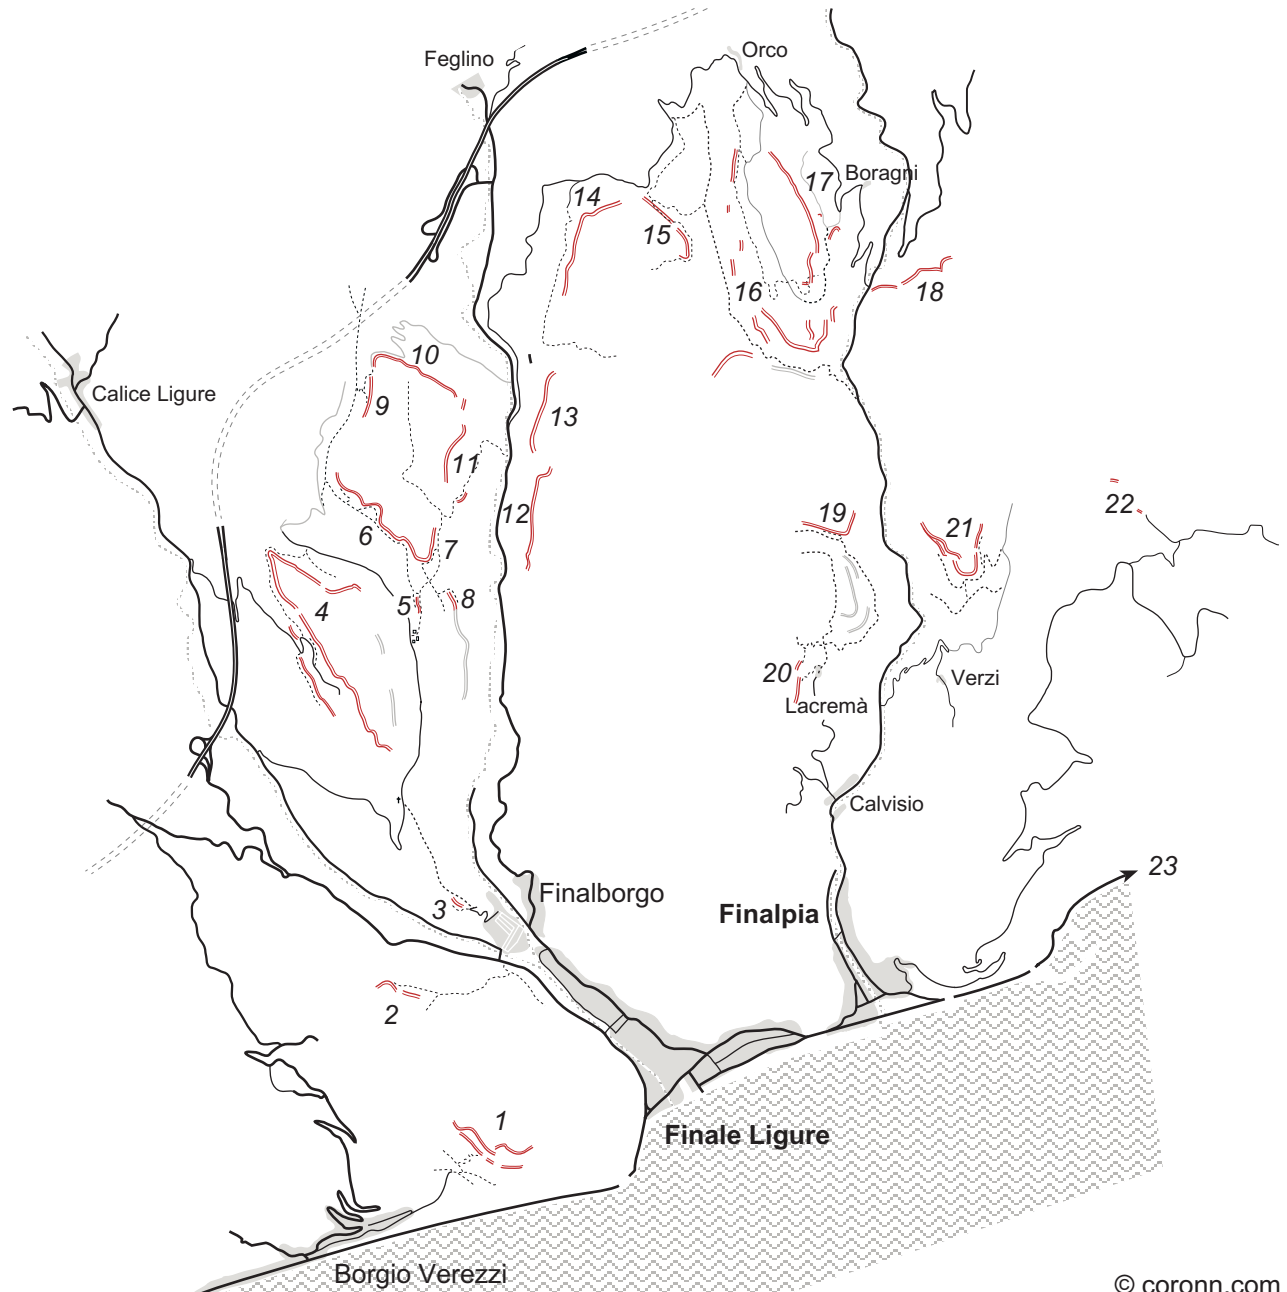 Orco
Feglino
17
Boragni
14
15
16
18
10
Calice Ligure
9
13
11
22
12
19
21
6
7
5
8
4
20
Verzi
Lacremà
Calvisio
23
Finalborgo
3
Finalpia
2
1
Finale Ligure
Borgio Verezzi
© coronn.com